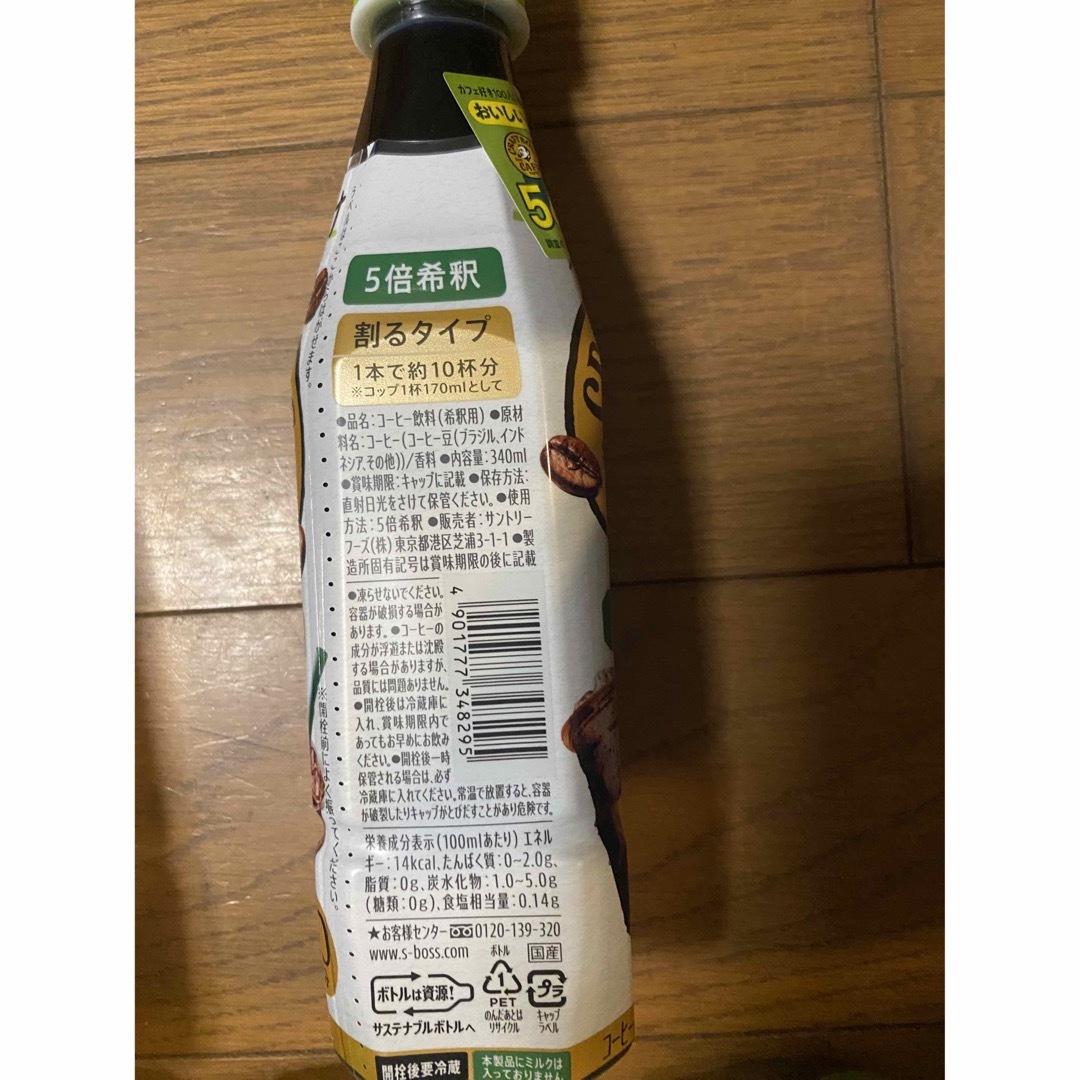 カフェ好き100人
おいしい
CRAFT BOSS
CAFE
5
5倍希釈
割るタイプ
1本で約10杯分
※コップ1杯170mlとして
●品名:コーヒー飲料(希釈用) ●原材
料名:コーヒー(コーヒー豆(ブラジル、インド
ネシア、その他))/香料 ●内容量:340ml
●賞味期限:キャップに記載 ●保存方法:
直射日光をさけて保管ください。●使用
方法:5倍希釈 ●販売者:サントリー
フーズ(株) 東京都港区芝浦3-1-1 ●製
造所固有記号は賞味期限の後に記載
●凍らせないでください。
容器が破損する場合が
あります。●コーヒーの
成分が浮遊または沈殿
する場合がありますが、
品質には問題ありません。
●開栓後は冷蔵庫に
入れ、賞味期限内で
あってもお早めにお飲み
ください。●開栓後一時
保管される場合は、必ず
冷蔵庫に入れてください。常温で放置すると、容器
が破裂したりキャップがとびだすことがあり危険です。
4 901777 348295
栄養成分表示(100mlあたり) エネル
ギー:14kcal、たんぱく質:0~2.0g、
脂質:0g、炭水化物:1.0~5.0g
(糖類:0g)、食塩相当量:0.14g
★お客様センター 0120-139-320
www.s-boss.com
ボトル
国産
ボトルは資源!
サステナブルボトルへ
1
PET
のんだあとは
リサイクル
プラ
キャップ
ラベル
開栓後要冷蔵
本製品にミルクは
入っておりません
※開栓前によく振ってください。
コーヒ